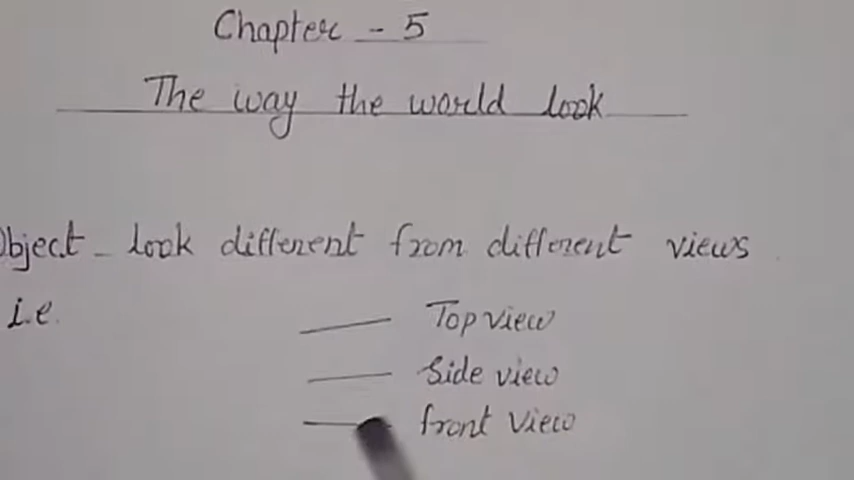 Chapter - 5
The way the world look
Object - look different from different views
i.e.
Top view
Side view
front view